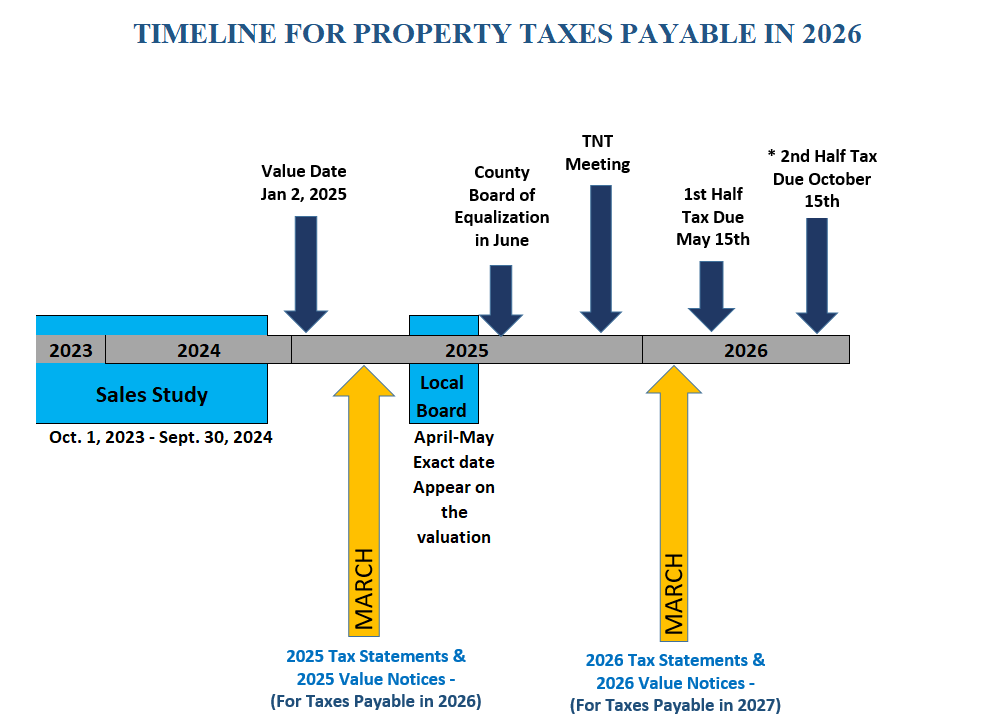 TIMELINE FOR PROPERTY TAXES PAYABLE IN 2026
Value Date
Jan 2, 2025
County
Board of
Equalization
in June
TNT
Meeting
1st Half
Tax Due
May 15th
* 2nd Half Tax
Due October
15th
2023
2024
2025
2026
Sales Study
Oct. 1, 2023 - Sept. 30, 2024
Local
Board
April-May
Exact date
Appear on
the
valuation
MARCH
MARCH
2025 Tax Statements &
2025 Value Notices -
(For Taxes Payable in 2026)
2026 Tax Statements &
2026 Value Notices -
(For Taxes Payable in 2027)